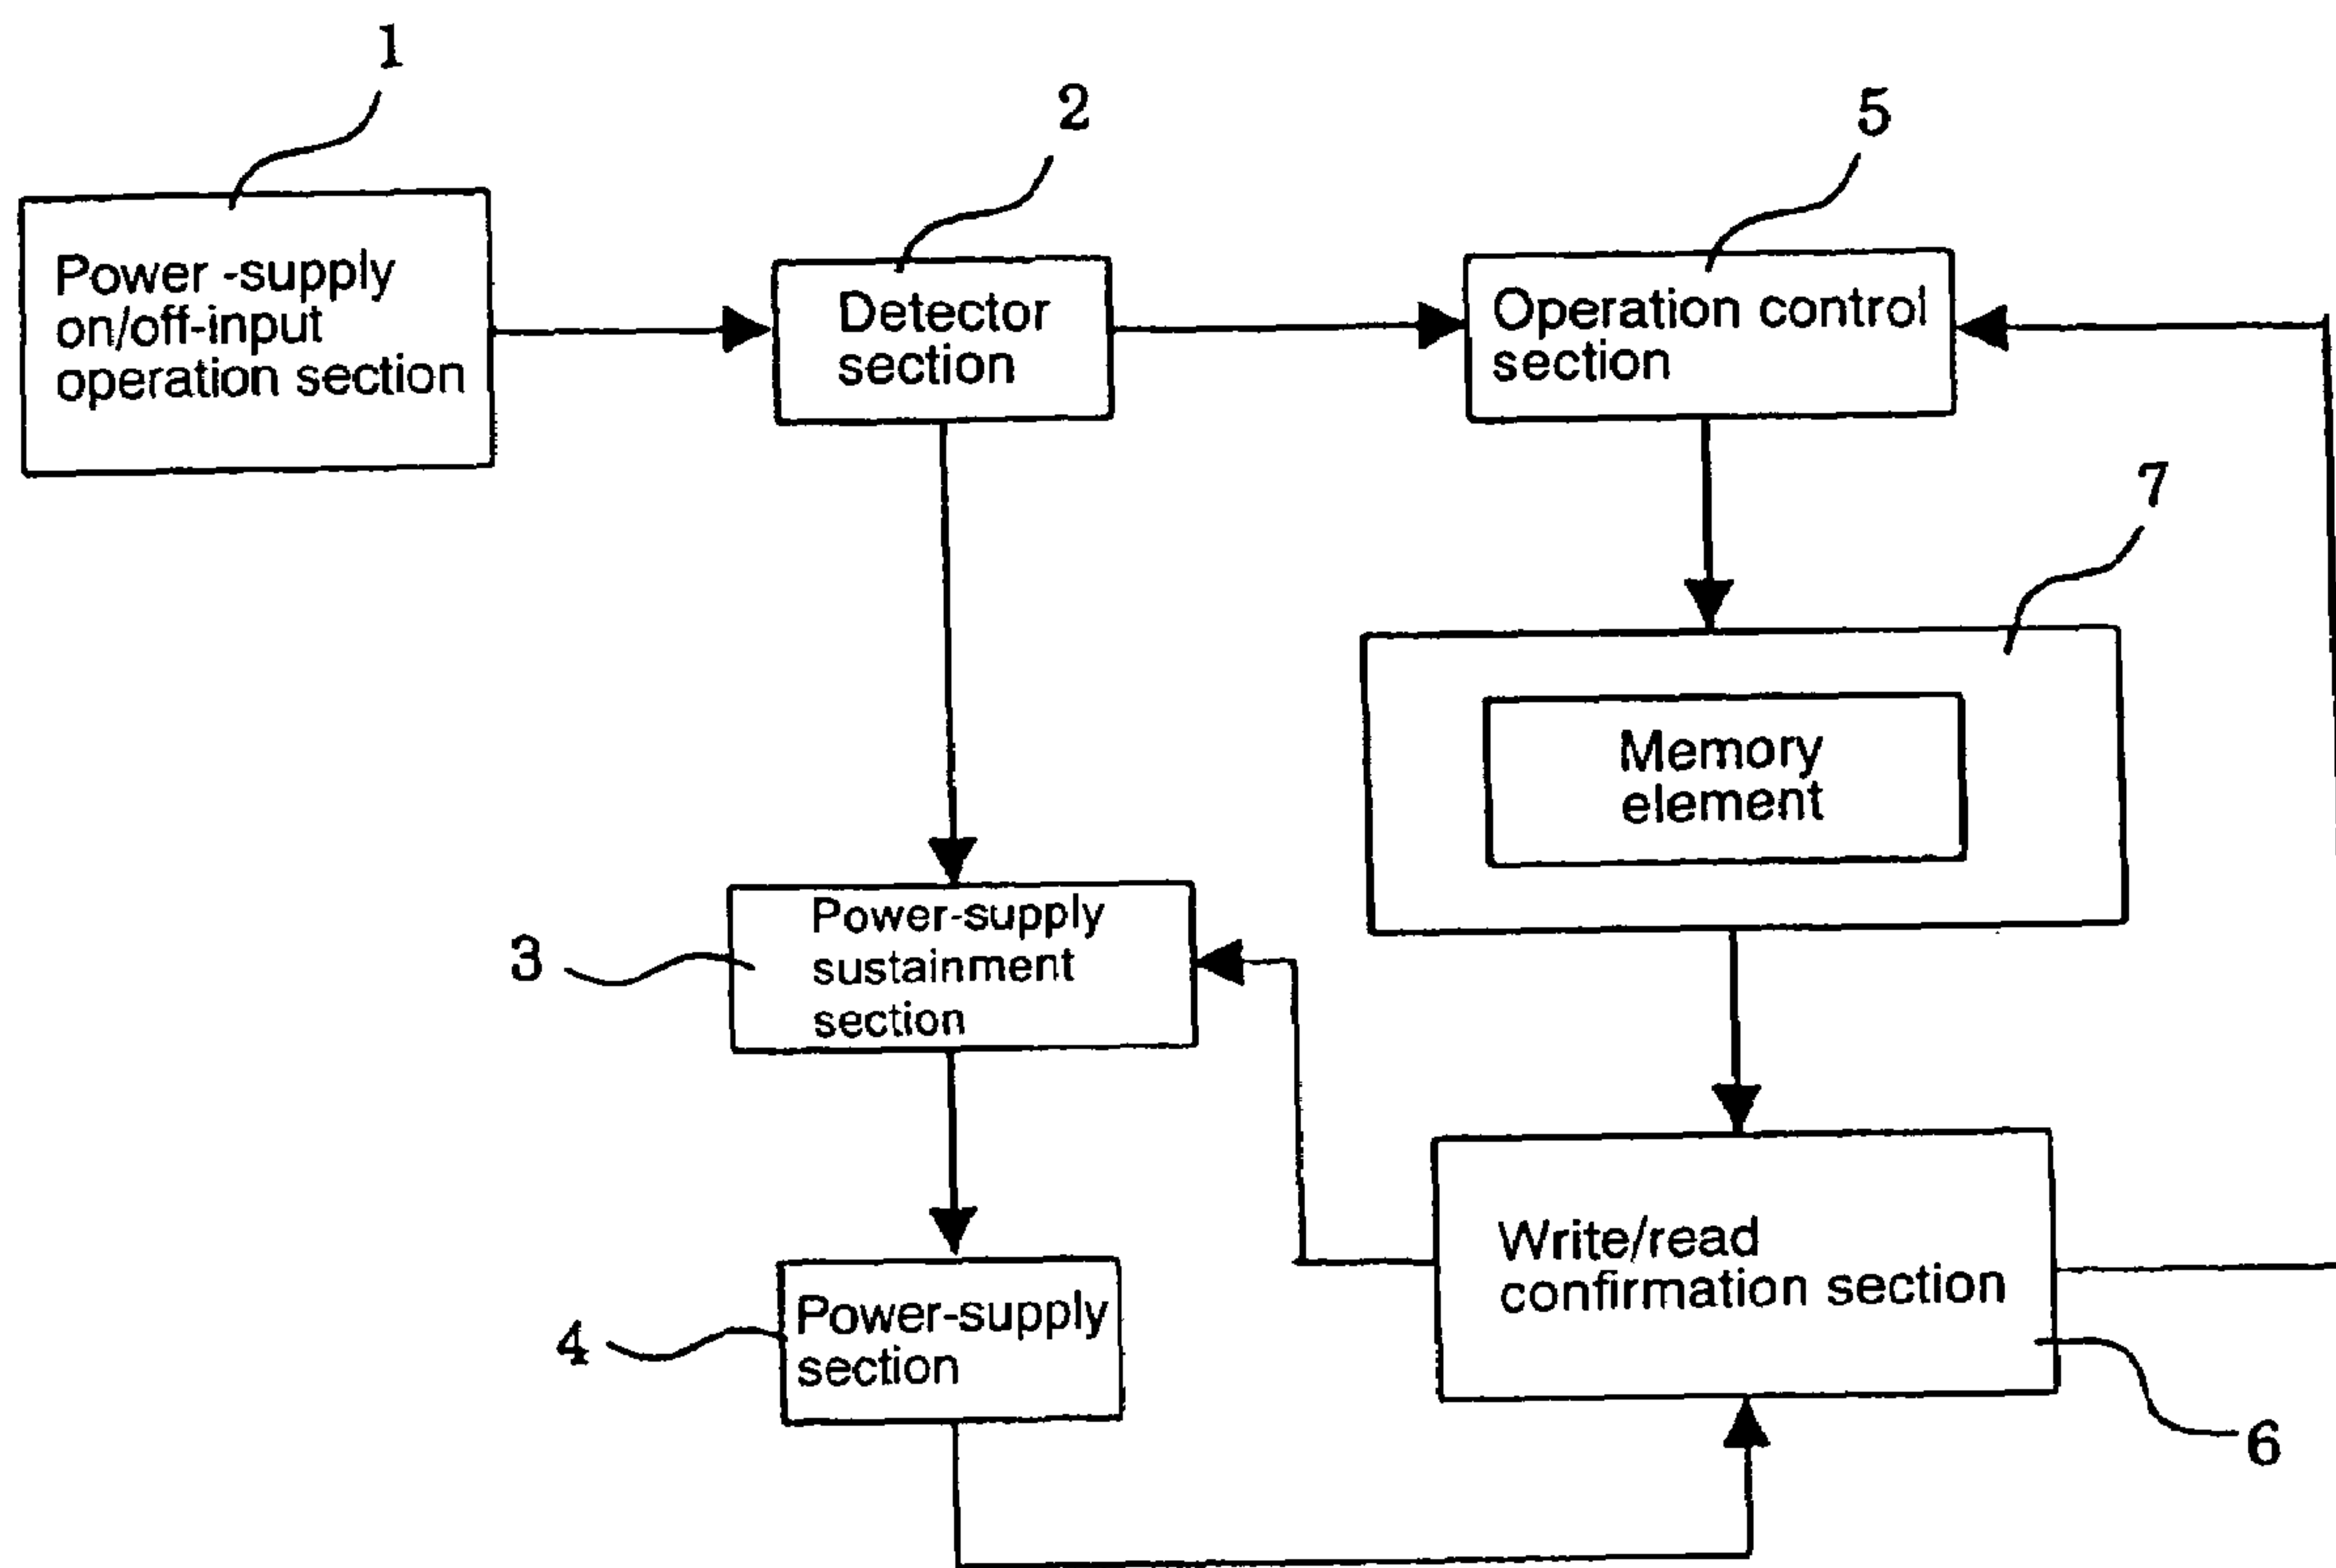 1
2
5
Power -supply
on/off-input
operation section
Detector
section
Operation control
section
7
Memory
element
3
Power-supply
sustainment
section
Write/read
confirmation section
4
Power-supply
section
6